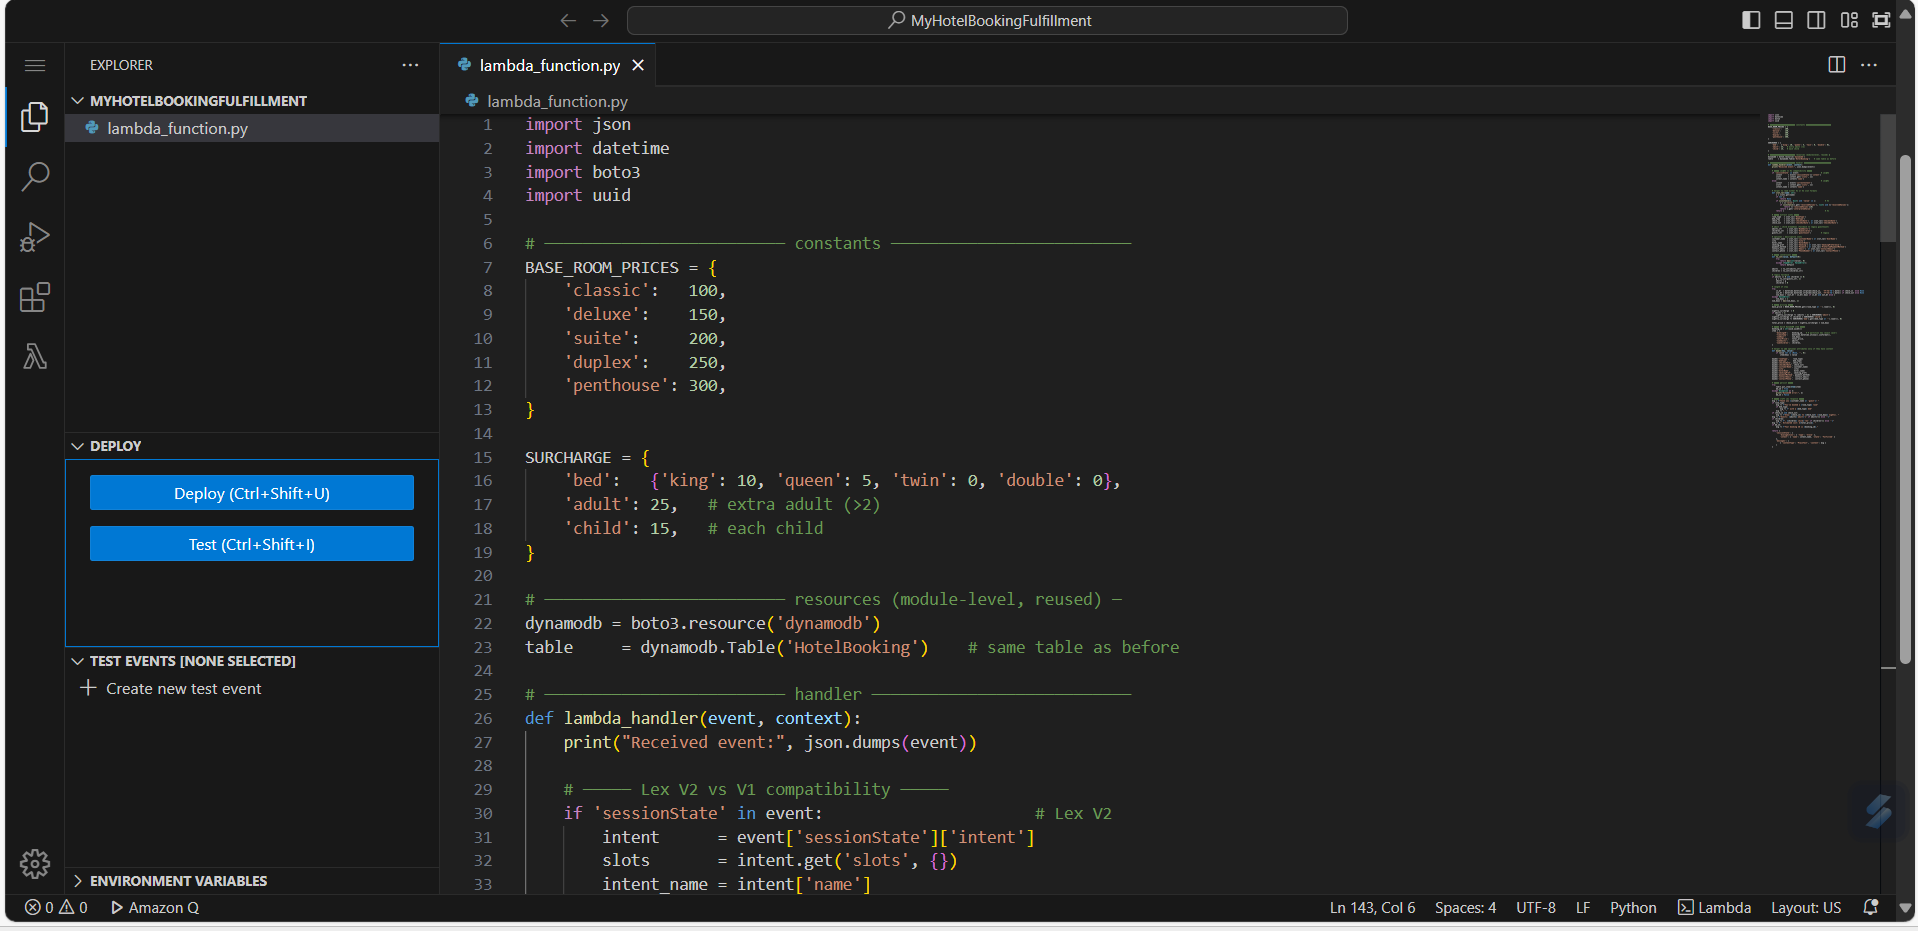 MyHotelBookingFulfillment
EXPLORER
MYHOTELBOOKINGFULFILLMENT
lambda_function.py
DEPLOY
Deploy (Ctrl+Shift+U)
Test (Ctrl+Shift+I)
TEST EVENTS [NONE SELECTED]
Create new test event
ENVIRONMENT VARIABLES
lambda_function.py
lambda_function.py
1 import json
2 import datetime
3 import boto3
4 import uuid
5
6 # ───────────────────────── constants ─────────────────────────
7 BASE_ROOM_PRICES = {
8     'classic':   100,
9     'deluxe':    150,
10     'suite':     200,
11     'duplex':    250,
12     'penthouse': 300,
13 }
14
15 SURCHARGE = {
16     'bed':   {'king': 10, 'queen': 5, 'twin': 0, 'double': 0},
17     'adult': 25,   # extra adult (>2)
18     'child': 15,   # each child
19 }
20
21 # ───────────────────────── resources (module-level, reused) ─
22 dynamodb = boto3.resource('dynamodb')
23 table     = dynamodb.Table('HotelBooking')    # same table as before
24
25 # ───────────────────────── handler ───────────────────────────
26 def lambda_handler(event, context):
27     print("Received event:", json.dumps(event))
28
29     # ───── Lex V2 vs V1 compatibility ─────
30     if 'sessionState' in event:                      # Lex V2
31         intent      = event['sessionState']['intent']
32         slots       = intent.get('slots', {})
33         intent_name = intent['name']
0 0 Amazon Q
Ln 143, Col 6 Spaces: 4 UTF-8 LF Python Lambda Layout: US